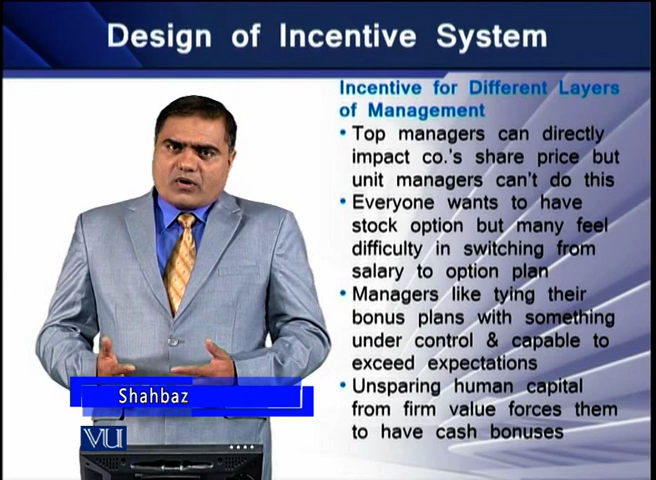 Design of Incentive System
Incentive for Different Layers
of Management
• Top managers can directly
impact co.'s share price but
unit managers can't do this
• Everyone wants to have
stock option but many feel
difficulty in switching from
salary to option plan
• Managers like tying their
bonus plans with something
under control & capable to
exceed expectations
• Unsparing human capital
from firm value forces them
to have cash bonuses
Shahbaz
VU